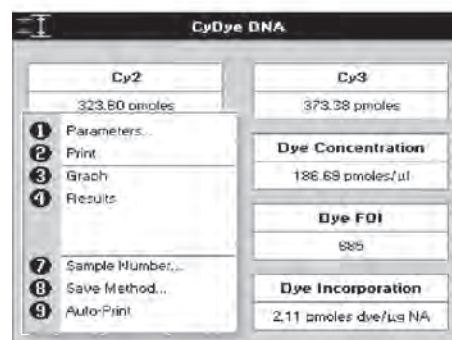 CyDye DNA
Cy2
323.80 pmoles
Cy3
373.38 pmoles
1 Parameters...
2 Print
3 Graph
4 Results
7 Sample Number...
8 Save Method...
9 Auto-Print
Dye Concentration
186.69 pmoles/µl
Dye FOI
685
Dye Incorporation
2.11 pmoles dye/µg NA